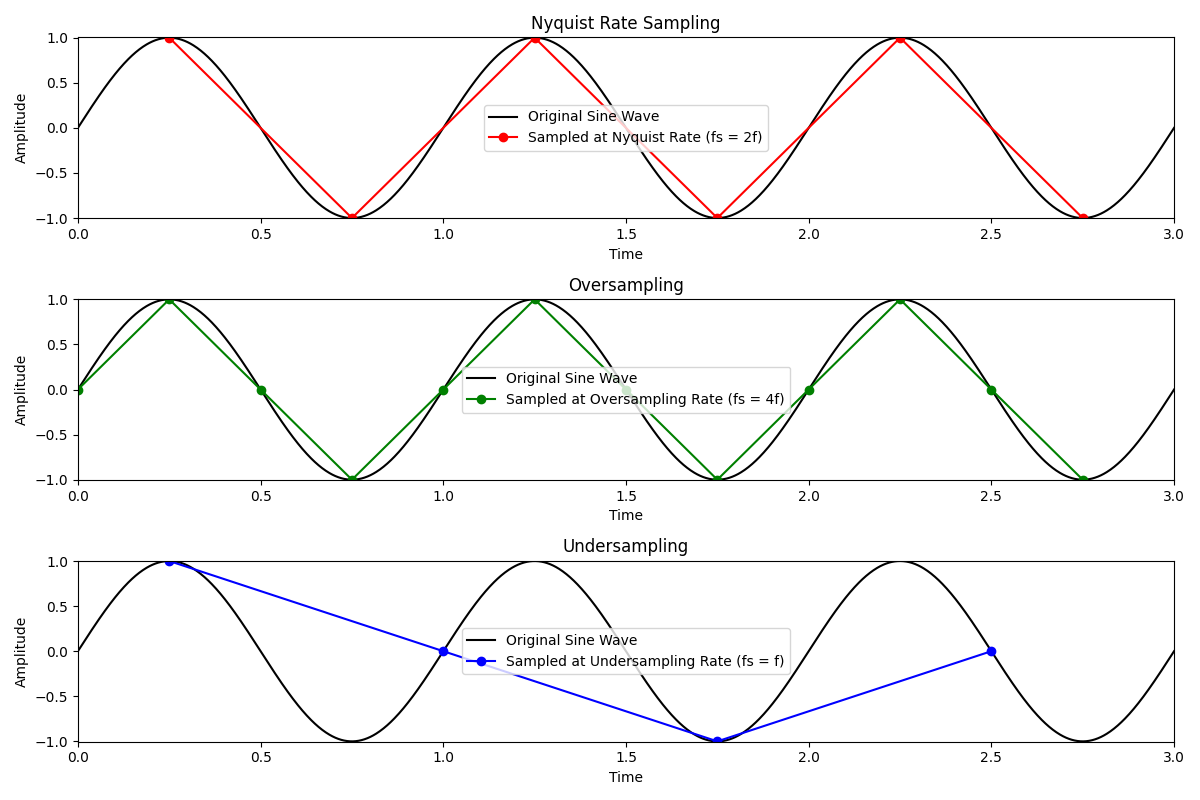 Nyquist Rate Sampling
1.0
0.5
0.0
−0.5
−1.0
Amplitude
Original Sine Wave
Sampled at Nyquist Rate (fs = 2f)
0.0 0.5 1.0 1.5 2.0 2.5 3.0
Time
Oversampling
1.0
0.5
0.0
−0.5
−1.0
Amplitude
Original Sine Wave
Sampled at Oversampling Rate (fs = 4f)
0.0 0.5 1.0 1.5 2.0 2.5 3.0
Time
Undersampling
1.0
0.5
0.0
−0.5
−1.0
Amplitude
Original Sine Wave
Sampled at Undersampling Rate (fs = f)
0.0 0.5 1.0 1.5 2.0 2.5 3.0
Time